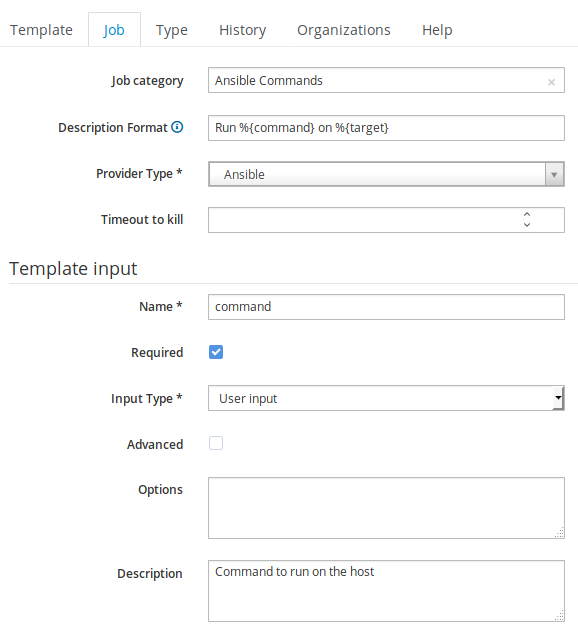 Template Job Type History Organizations Help
Job category Ansible Commands ×
Description Format Run %{command} on %{target}
Provider Type * Ansible
Timeout to kill
Template input
Name * command
Required
Input Type * User input
Advanced
Options
Description Command to run on the host